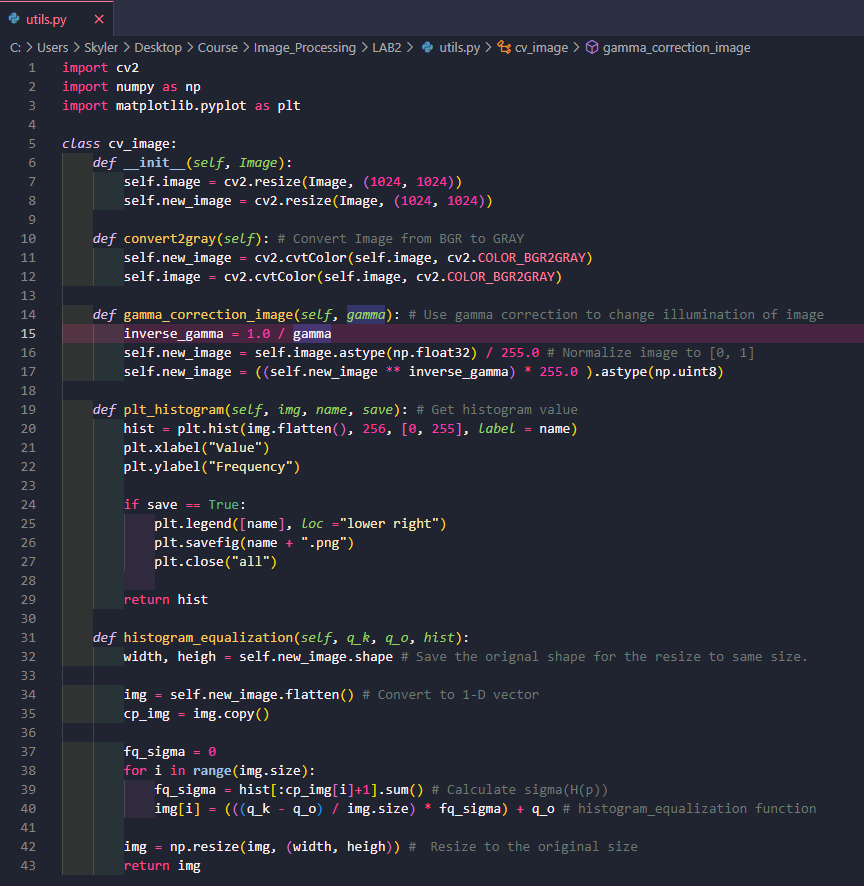 utils.py ×
C: > Users > Skyler > Desktop > Course > Image_Processing > LAB2 > utils.py > cv_image > gamma_correction_image
1 import cv2
2 import numpy as np
3 import matplotlib.pyplot as plt
4
5 class cv_image:
6     def __init__(self, Image):
7         self.image = cv2.resize(Image, (1024, 1024))
8         self.new_image = cv2.resize(Image, (1024, 1024))
9
10     def convert2gray(self): # Convert Image from BGR to GRAY
11         self.new_image = cv2.cvtColor(self.image, cv2.COLOR_BGR2GRAY)
12         self.image = cv2.cvtColor(self.image, cv2.COLOR_BGR2GRAY)
13
14     def gamma_correction_image(self, gamma): # Use gamma correction to change illumination of image
15         inverse_gamma = 1.0 / gamma
16         self.new_image = self.image.astype(np.float32) / 255.0 # Normalize image to [0, 1]
17         self.new_image = ((self.new_image ** inverse_gamma) * 255.0 ).astype(np.uint8)
18
19     def plt_histogram(self, img, name, save): # Get histogram value
20         hist = plt.hist(img.flatten(), 256, [0, 255], label = name)
21         plt.xlabel("Value")
22         plt.ylabel("Frequency")
23
24         if save == True:
25             plt.legend([name], loc ="lower right")
26             plt.savefig(name + ".png")
27             plt.close("all")
28
29         return hist
30
31     def histogram_equalization(self, q_k, q_o, hist):
32         width, heigh = self.new_image.shape # Save the orignal shape for the resize to same size.
33
34         img = self.new_image.flatten() # Convert to 1-D vector
35         cp_img = img.copy()
36
37         fq_sigma = 0
38         for i in range(img.size):
39             fq_sigma = hist[:cp_img[i]+1].sum() # Calculate sigma(H(p))
40             img[i] = (((q_k - q_o) / img.size) * fq_sigma) + q_o # histogram_equalization function
41
42         img = np.resize(img, (width, heigh)) #  Resize to the original size
43         return img